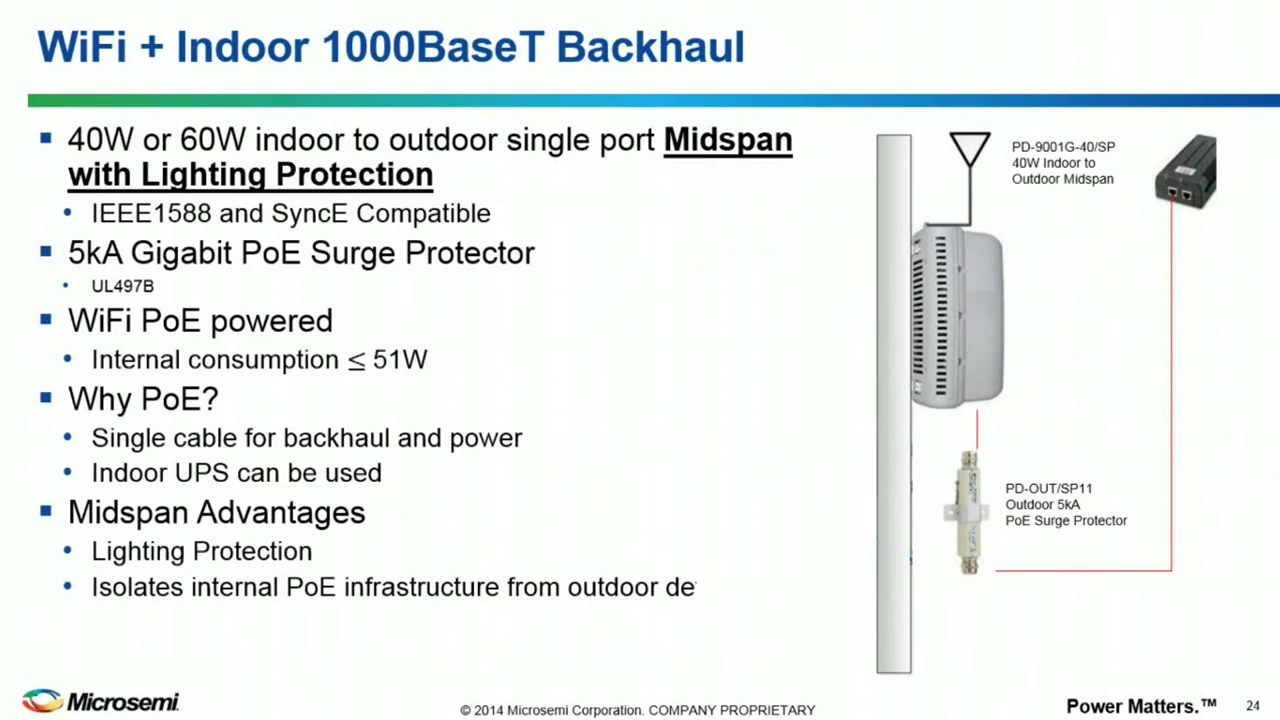 WiFi + Indoor 1000BaseT Backhaul
40W or 60W indoor to outdoor single port Midspan
with Lighting Protection
IEEE1588 and SyncE Compatible
5kA Gigabit PoE Surge Protector
UL497B
WiFi PoE powered
Internal consumption ≤ 51W
Why PoE?
Single cable for backhaul and power
Indoor UPS can be used
Midspan Advantages
Lighting Protection
Isolates internal PoE infrastructure from outdoor de
PD-9001G-40/SP
40W Indoor to
Outdoor Midspan
PD-OUT/SP11
Outdoor 5kA
PoE Surge Protector
Microsemi.
© 2014 Microsemi Corporation. COMPANY PROPRIETARY
Power Matters.™
24